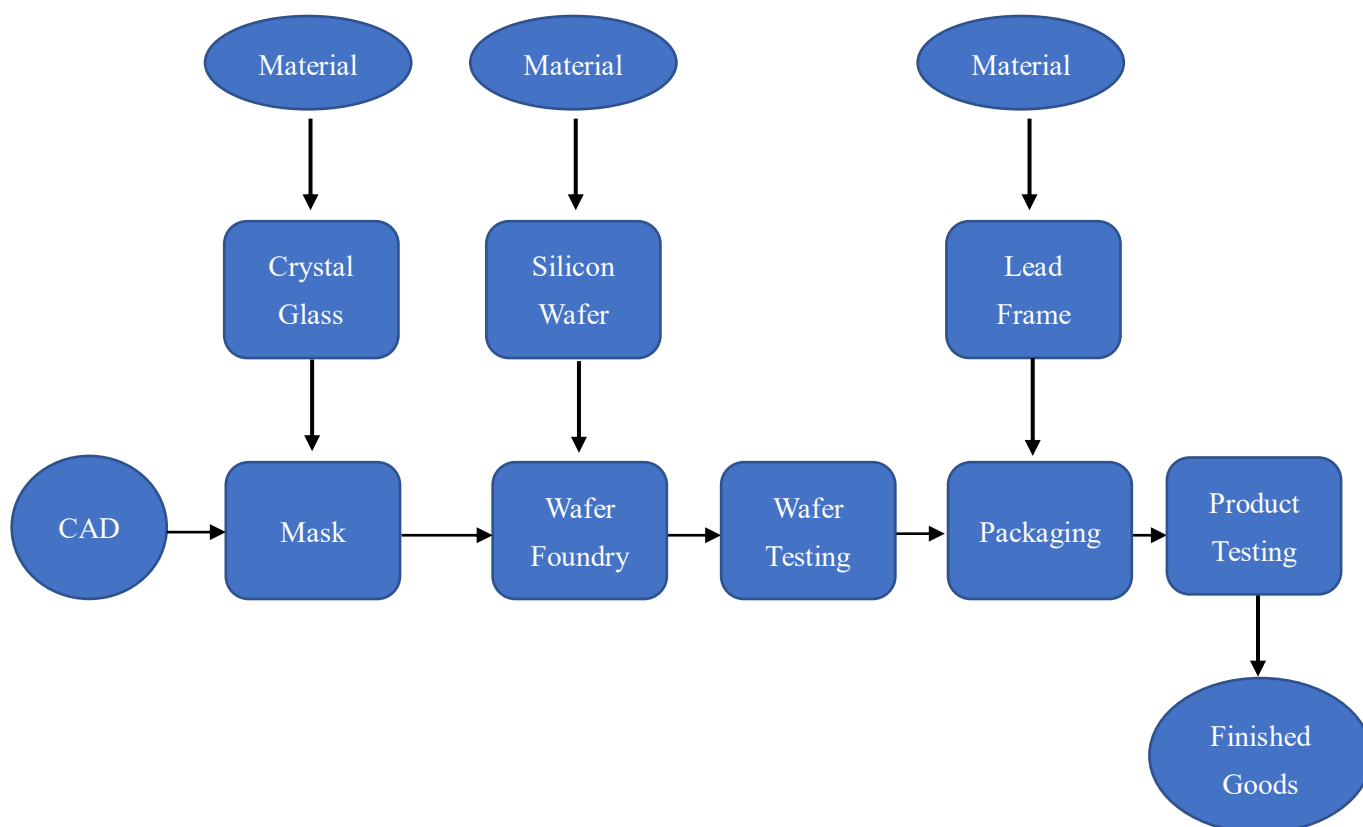 Material
Material
Material
Crystal
Glass
Silicon
Wafer
Lead
Frame
CAD
Mask
Wafer
Foundry
Wafer
Testing
Packaging
Product
Testing
Finished
Goods